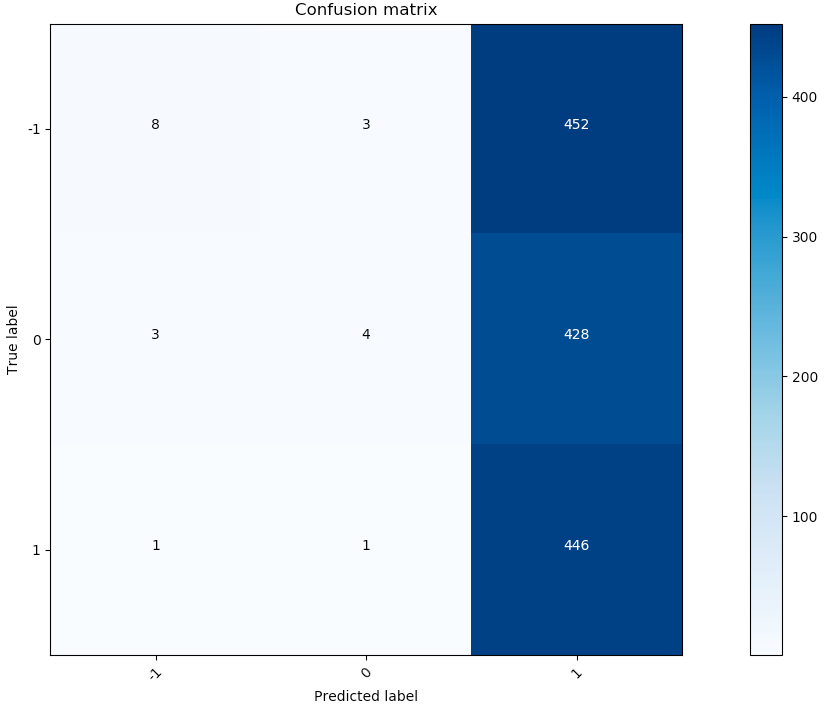 Confusion matrix
True label
-1 8 3 452
0 3 4 428
1 1 1 446
-1 0 1
Predicted label
400
300
200
100